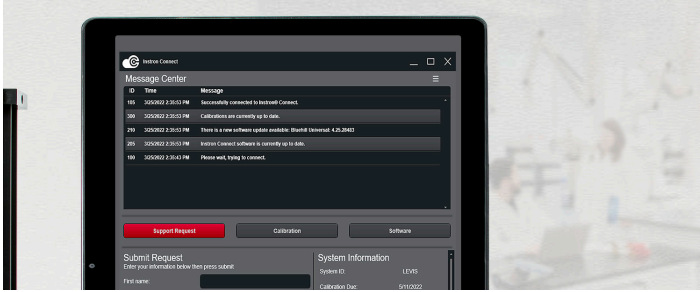 Instron Connect
Message Center
ID Time Message
105 3/25/2022 2:35:53 PM Successfully connected to Instron® Connect.
300 3/25/2022 2:35:53 PM Calibrations are currently up to date.
210 3/25/2022 2:35:53 PM There is a new software update available: Bluehill Universal: 4.25.28483
205 3/25/2022 2:35:53 PM Instron Connect software is currently up to date.
100 3/25/2022 2:35:43 PM Please wait, trying to connect.
Support Request Calibration Software
Submit Request
Enter your information below then press submit
First name:
System Information
System ID: LEVIS
Calibration Due: 5/11/2022